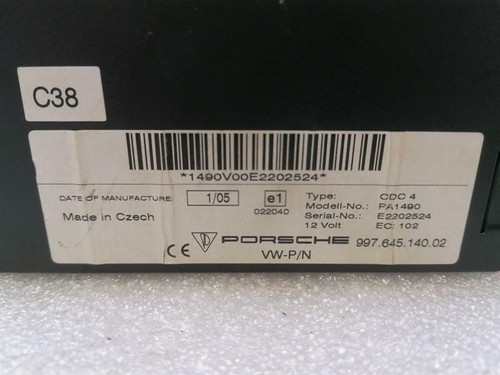 C38
*1490V00E2202524*
DATE OF MANUFACTURE 1/05 e1 Type: CDC 4
022040 Modell-No.: PA1490
Made in Czech Serial-No.: E2202524
12 Volt EC: 102
CE PORSCHE 997.645.140.02
VW-P/N